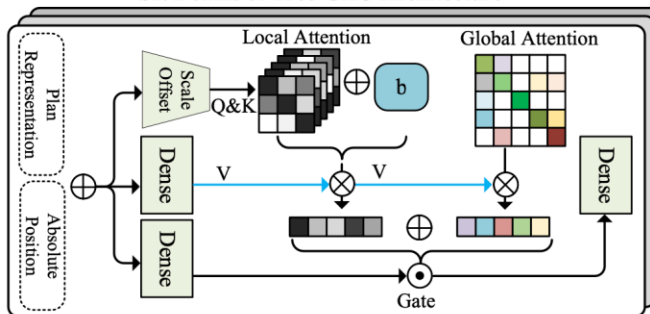 Local Attention
Global Attention
Plan
Representation
Scale
Offset
Q&K
b
Dense
V
V
Dense
Absolute
Position
Dense
Gate